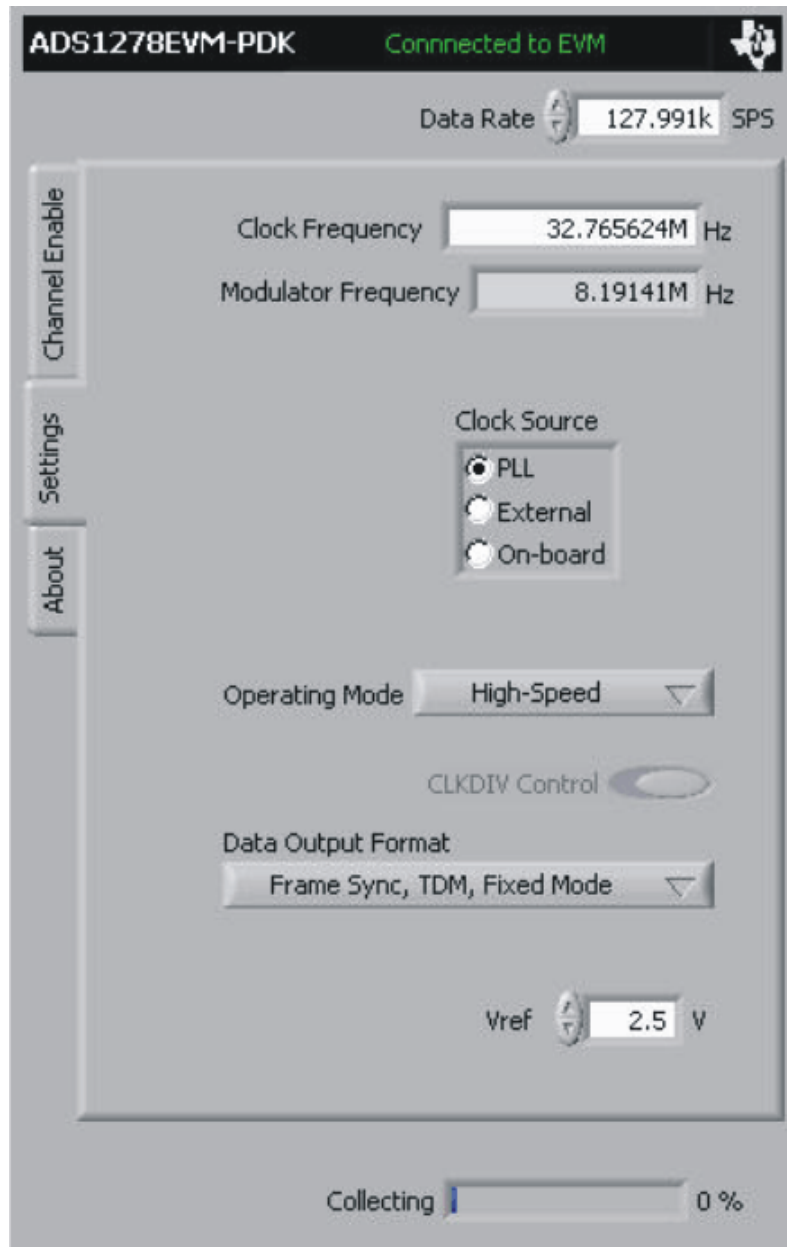 ADS1278EVM-PDK Connnected to EVM
Data Rate 127.991k SPS
Channel Enable
Settings
About
Clock Frequency 32.765624M Hz
Modulator Frequency 8.19141M Hz
Clock Source
PLL
External
On-board
Operating Mode High-Speed
CLKDIV Control
Data Output Format
Frame Sync, TDM, Fixed Mode
Vref 2.5 V
Collecting 0 %